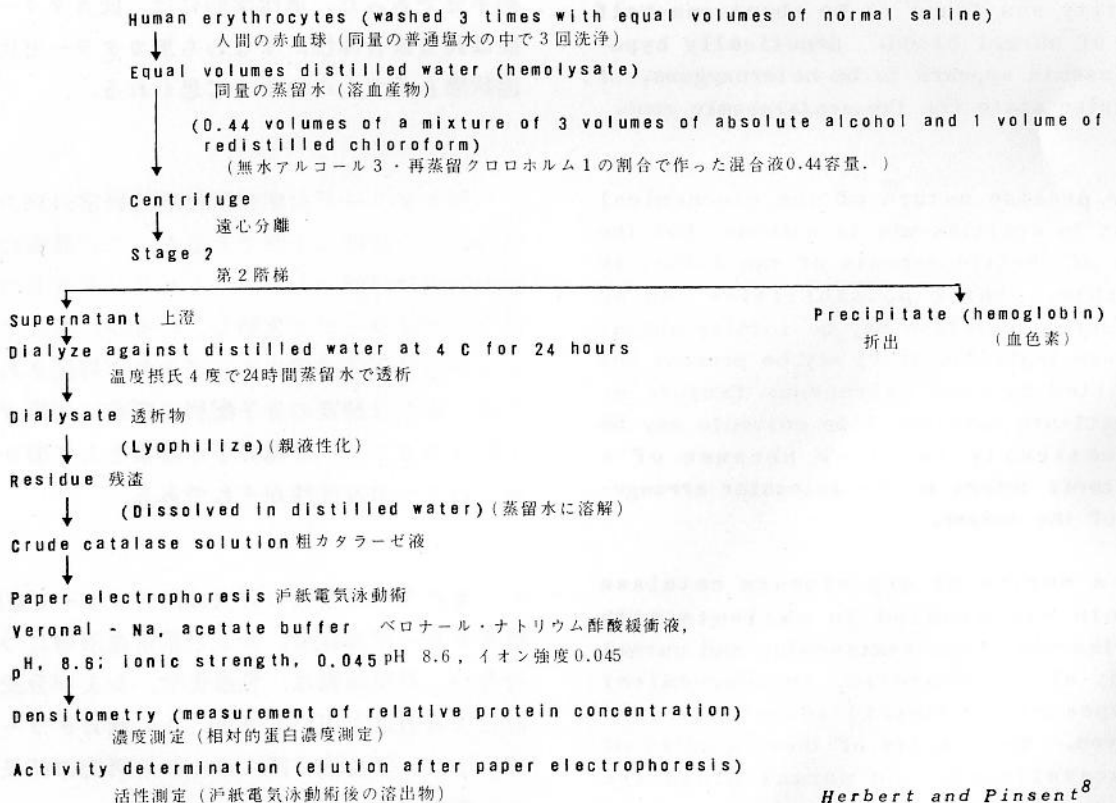 Human erythrocytes (washed 3 times with equal volumes of normal saline)
人間の赤血球 (同量の普通塩水の中で3回洗浄)
Equal volumes distilled water (hemolysate)
同量の蒸留水 (溶血産物)
(0.44 volumes of a mixture of 3 volumes of absolute alcohol and 1 volume of
redistilled chloroform)
(無水アルコール3・再蒸留クロロホルム1の割合で作った混合液0.44容量.)
Centrifuge
遠心分離
Stage 2
第2階様
Supernatant 上澄
Precipitate (hemoglobin)
折出 (血色素)
Dialyze against distilled water at 4 C for 24 hours
温度摂氏4度で24時間蒸留水で透析
Dialysate 透析物
(Lyophilize) (親液性化)
Residue 残渣
(Dissolved in distilled water) (蒸留水に溶解)
Crude catalase solution 粗カタラーゼ液
Paper electrophoresis 沪紙電気泳動術
Veronal - Na, acetate buffer ベロナール・ナトリウム酢酸緩衝液,
pH, 8.6; ionic strength, 0.045 pH 8.6, イオン強度0.045
Densitometry (measurement of relative protein concentration)
濃度測定 (相対的蛋白濃度測定)
Activity determination (elution after paper electrophoresis)
活性測定 (沪紙電気泳動術後の溶出物)
Herbert and Pinsent8